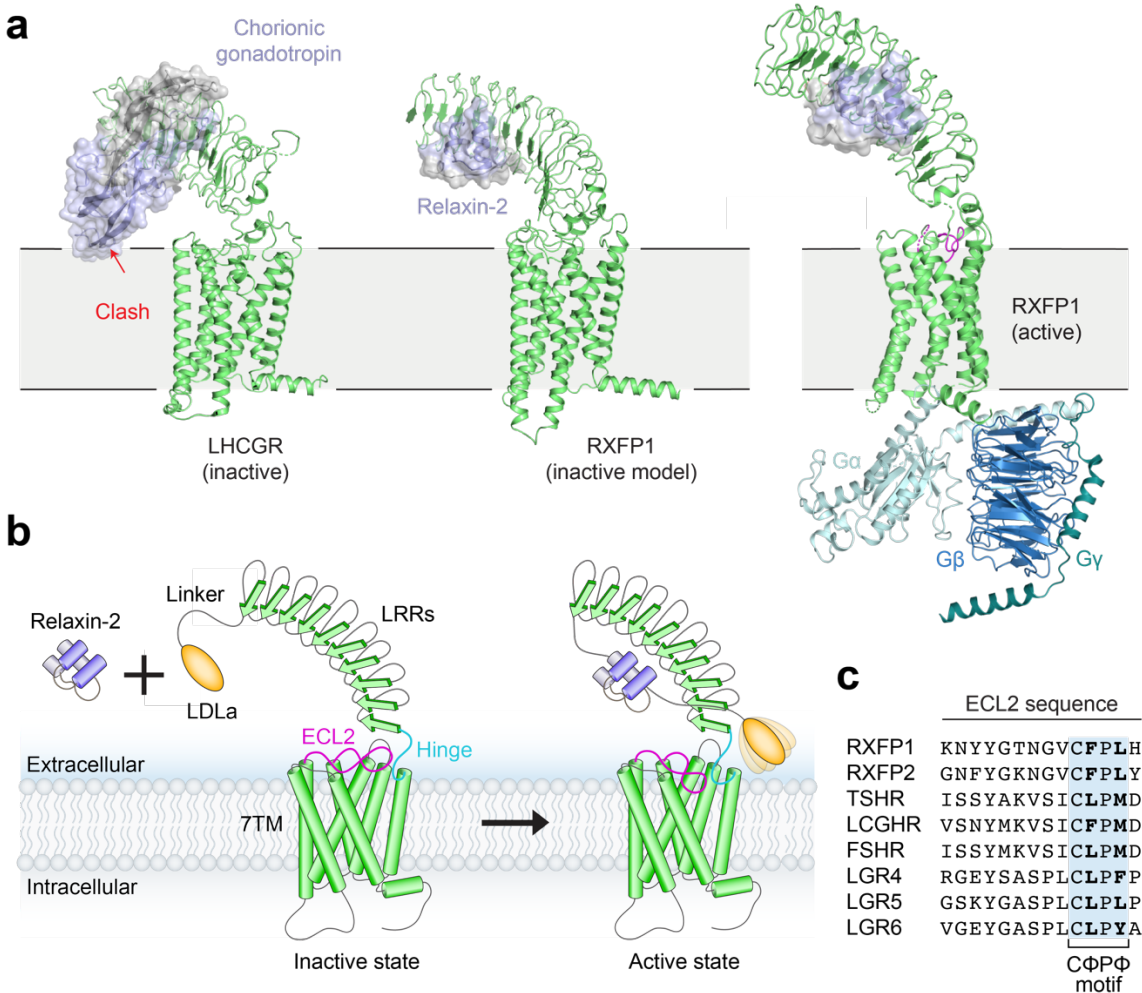 a
Chorionic
gonadotropin
Relaxin-2
Clash
LHCGR
(inactive)
RXFP1
(inactive model)
RXFP1
(active)
Gα
Gβ
Gγ
b
Linker
LRRs
Relaxin-2
+
LDLa
ECL2
Hinge
Extracellular
7TM
Intracellular
Inactive state
Active state
c
ECL2 sequence
RXFP1 KNYYGTNGVCFPLH
RXFP2 GNFYGKNGVCFPLY
TSHR ISSYAKVSICLPMD
LCGHR VSNYMKVSICFPMD
FSHR ISSYMKVSICLPMD
LGR4 RGEYSASPLCLPFP
LGR5 GSKYGASPLCLPLP
LGR6 VGEYGASPLCLPYA
CΦPΦ
motif